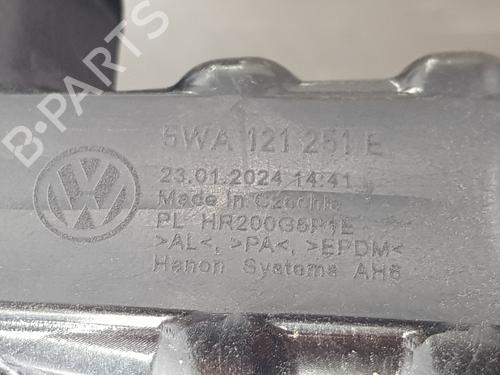 5WA 121 251 E
23.01.2024 14:41
Made in Czechia
PL HR200G6P1E
>AL<, >PA<, >EPDM<
Hanon Systems AH6
B-PARTS